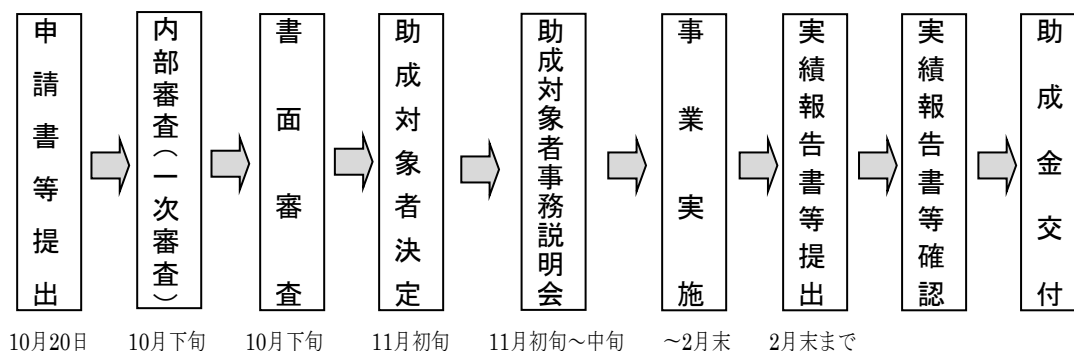 申請書等提出
内部審査(一次審査)
書面審査
助成対象者決定
助成対象者事務説明会
事業実施
実績報告書等提出
実績報告書等確認
助成金交付
10月20日
10月下旬
10月下旬
11月初旬
11月初旬～中旬
～2月末
2月末まで